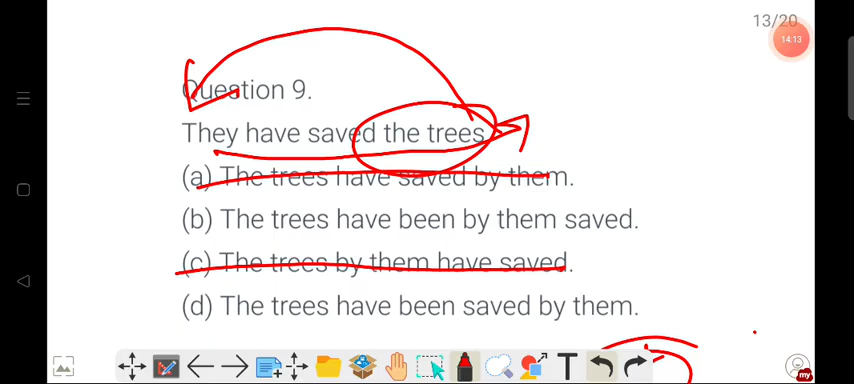 13/20
14:13
Question 9.
They have saved the trees
(a) The trees have saved by them.
(b) The trees have been by them saved.
(c) The trees by them have saved.
(d) The trees have been saved by them.
T
my